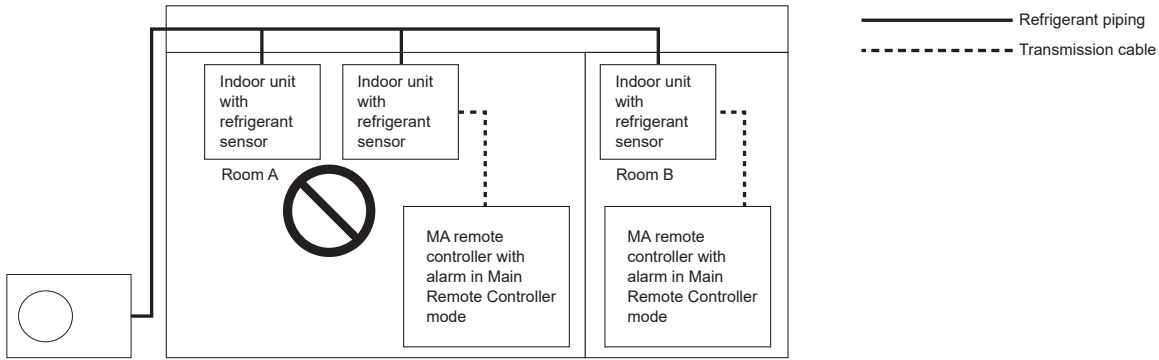 Refrigerant piping
Transmission cable
Indoor unit
with
refrigerant
sensor
Indoor unit
with
refrigerant
sensor
Indoor unit
with
refrigerant
sensor
Room A
Room B
MA remote
controller with
alarm in Main
Remote Controller
mode
MA remote
controller with
alarm in Main
Remote Controller
mode